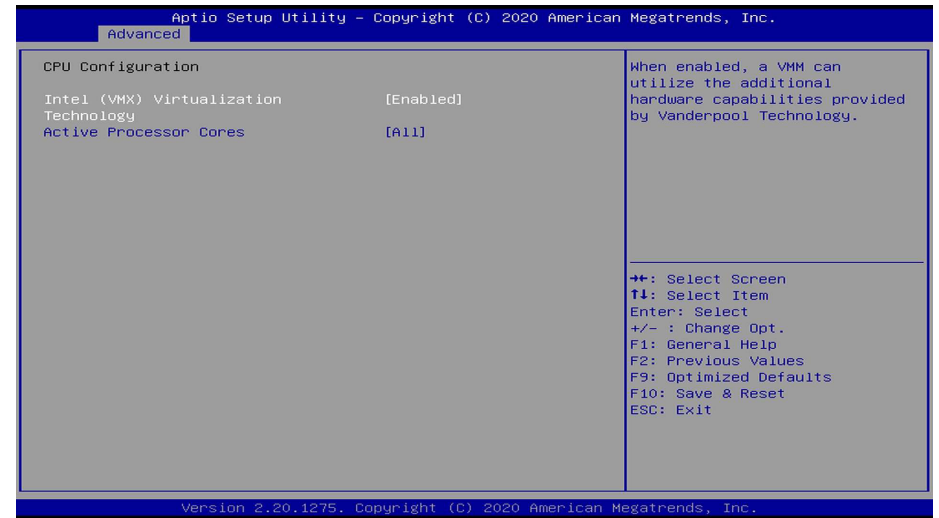 Aptio Setup Utility – Copyright (C) 2020 American Megatrends, Inc.
Advanced
CPU Configuration
Intel (VMX) Virtualization [Enabled]
Technology
Active Processor Cores [All]
When enabled, a VMM can
utilize the additional
hardware capabilities provided
by Vanderpool Technology.
→←: Select Screen
↑↓: Select Item
Enter: Select
+/- : Change Opt.
F1: General Help
F2: Previous Values
F9: Optimized Defaults
F10: Save & Reset
ESC: Exit
Version 2.20.1275. Copyright (C) 2020 American Megatrends, Inc.